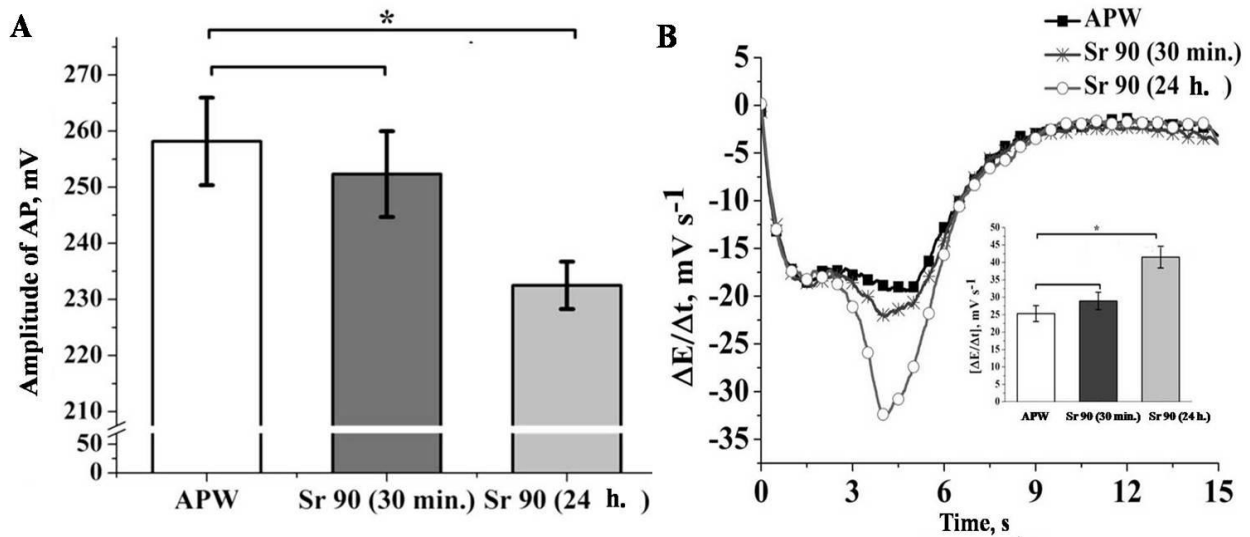 A
*
Amplitude of AP, mV
270
260
250
240
230
220
210
50
0
APW
Sr 90 (30 min.)
Sr 90 (24 h. )
B
APW
Sr 90 (30 min.)
Sr 90 (24 h. )
ΔE/Δt, mV s⁻¹
5
0
-5
-10
-15
-20
-25
-30
-35
0
3
6
9
12
15
Time, s
[ΔE/Δt], mV s⁻¹
50
45
40
35
30
25
20
15
10
5
0
*
APW
Sr 90 (30 min.)
Sr 90 (24 h.)